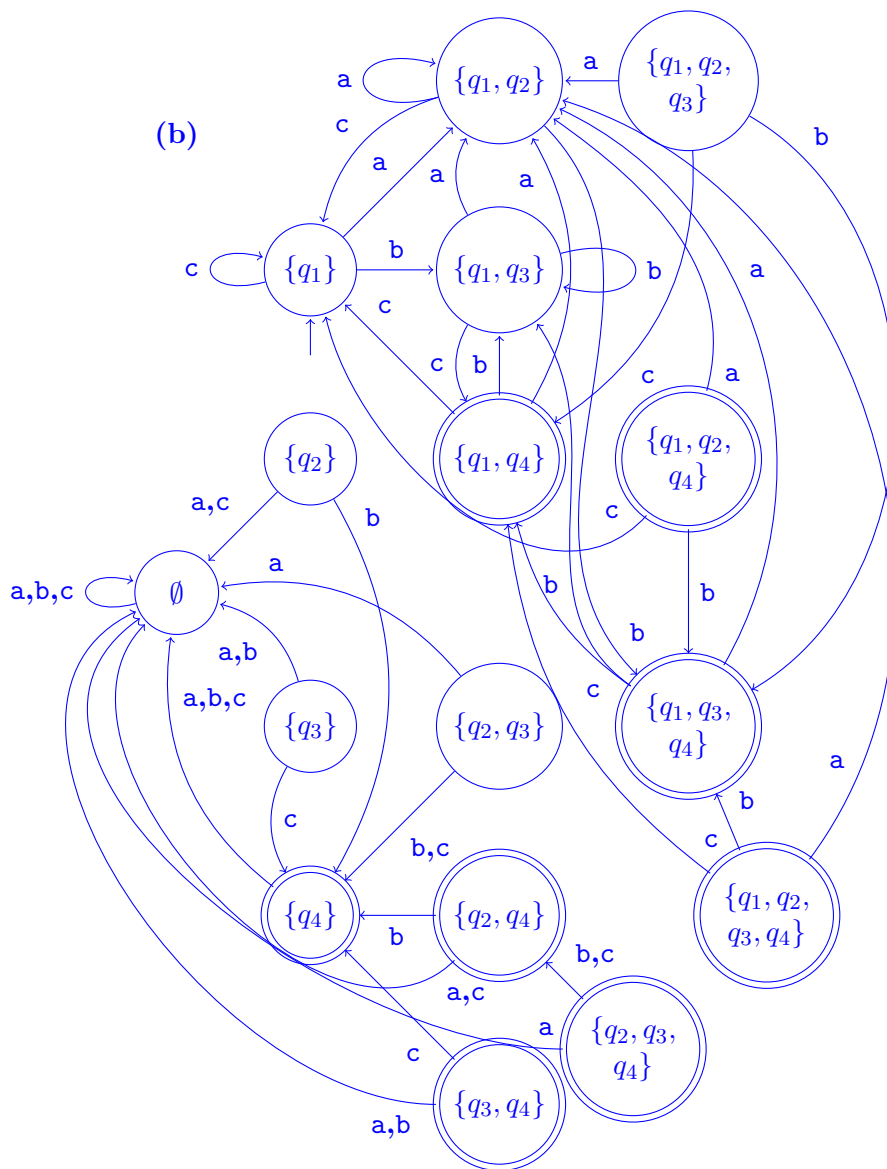 {q₁, q₂}
{q₁, q₂,
q₃}
a
a
(b)
c
b
a
a
a
{q₁}
{q₁, q₃}
c
b
b
a
c
c
b
c
a
{q₂}
{q₁, q₄}
{q₁, q₂,
q₄}
a,c
b
c
a,b,c
∅
a
b
b
a,b
b
c
a,b,c
{q₃}
{q₂, q₃}
{q₁, q₃,
q₄}
a
b
c
c
b,c
{q₄}
{q₂, q₄}
{q₁, q₂,
q₃, q₄}
b
b,c
a,c
a
{q₂, q₃,
q₄}
c
{q₃, q₄}
a,b